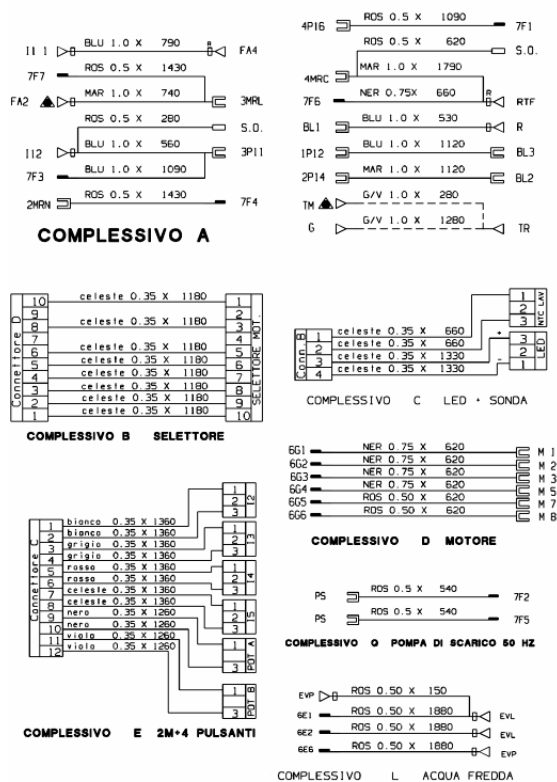 I1 1 BLU 1.0 X 790 FA4
7F7 ROS 0.5 X 1430
FA2 MAR 1.0 X 740 3MRL
ROS 0.5 X 280 S.O.
I12 BLU 1.0 X 560 3P11
7F3 BLU 1.0 X 1090
2MRN ROS 0.5 X 1430 7F4
COMPLESSIVO A
4P16 ROS 0.5 X 1090 7F1
ROS 0.5 X 620 S.O.
4MRC MAR 1.0 X 1790
7F6 NER 0.75X 660 RTF
BL1 BLU 1.0 X 530 R
1P12 BLU 1.0 X 1120 BL3
2P14 MAR 1.0 X 1120 BL2
TM G/V 1.0 X 280
G G/V 1.0 X 1280 TR
Connettore D
10 celeste 0.35 X 1180 1
9 2
8 celeste 0.35 X 1180 3
7 4
6 celeste 0.35 X 1180 5
5 celeste 0.35 X 1180 6
4 celeste 0.35 X 1180 7
3 celeste 0.35 X 1180 8
2 celeste 0.35 X 1180 9
1 celeste 0.35 X 1180 10
SELETTORE MOT.
COMPLESSIVO B SELETTORE
Conn.B
1 celeste 0.35 X 660
2 celeste 0.35 X 660
3 celeste 0.35 X 1330 +
4 celeste 0.35 X 1330 -
1
2
3
NTC LAV
3
2
1
LED
COMPLESSIVO C LED + SONDA
6G1 NER 0.75 X 620 M 1
6G2 NER 0.75 X 620 M 2
6G3 NER 0.75 X 620 M 3
6G4 NER 0.75 X 620 M 5
6G5 ROS 0.50 X 620 M 7
6G6 ROS 0.50 X 620 M 8
COMPLESSIVO D MOTORE
Connettore C
1 bianco 0.35 X 1360
2 bianco 0.35 X 1360
3 grigio 0.35 X 1360
4 grigio 0.35 X 1360
5 rosso 0.35 X 1360
6 rosso 0.35 X 1360
7 celeste 0.35 X 1360
8 celeste 0.35 X 1360
9 nero 0.35 X 1260
10 nero 0.35 X 1260
11 viola 0.35 X 1260
12 viola 0.35 X 1260
1
2
3
I2
1
2
3
I3
1
2
3
I4
1
2
3
I5
1
3
POT A
1
3
POT B
COMPLESSIVO E 2M+4 PULSANTI
PS ROS 0.5 X 540 7F2
PS ROS 0.5 X 540 7F5
COMPLESSIVO Q POMPA DI SCARICO 50 HZ
EVP ROS 0.50 X 150
6E1 ROS 0.50 X 1880 EVL
6E2 ROS 0.50 X 1880 EVL
6E6 ROS 0.50 X 1880 EVP
COMPLESSIVO L ACQUA FREDDA